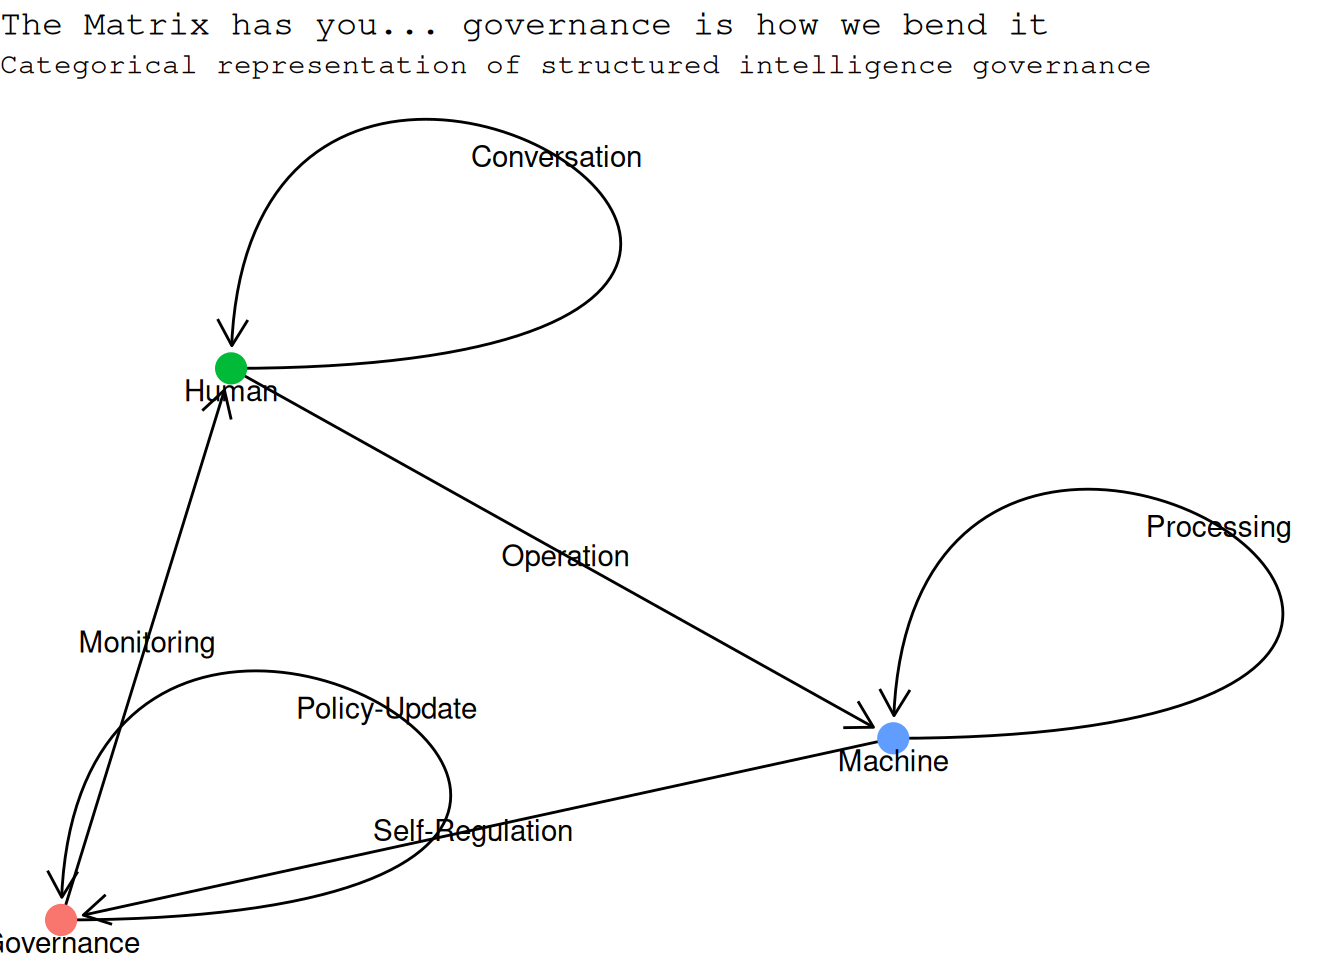 The Matrix has you... governance is how we bend it
Categorical representation of structured intelligence governance
Conversation
Human
Processing
Operation
Monitoring
Policy-Update
Machine
Self-Regulation
Governance